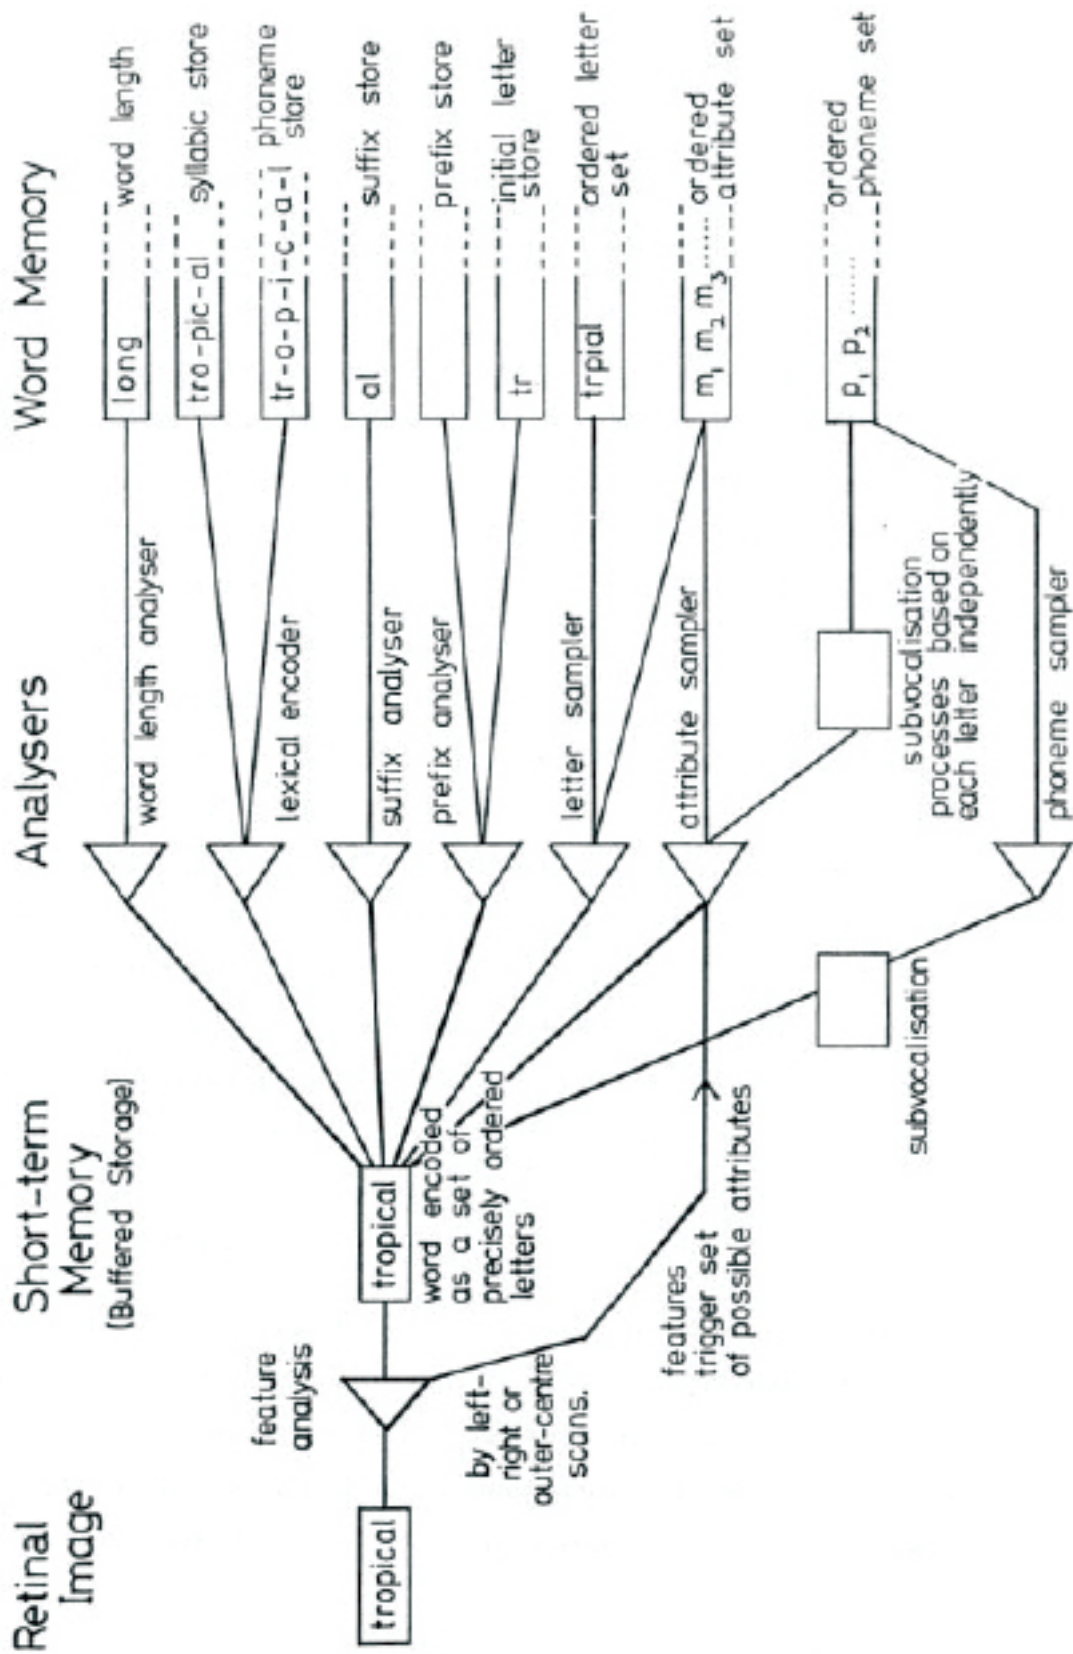 Retinal
Image
Short-term
Memory
(Buffered Storage)
Analysers
Word Memory
tropical
feature
analysis
by left-
right or
outer-centre
scans.
tropical
word encoded
as a set of
precisely ordered
letters
features
trigger set
of possible attributes
subvocalisation
word length analyser
lexical encoder
suffix analyser
prefix analyser
letter sampler
attribute sampler
subvocalisation
processes based on
each letter independently
phoneme sampler
long
word length
tro-pic-al
syllabic store
tr-o-p-i-c-a-l
phoneme
store
al
suffix store
prefix store
tr
initial letter
store
trpial
ordered letter
set
m₁ m₂ m₃ ......
ordered
attribute set
p₁ p₂ ........
ordered
phoneme set